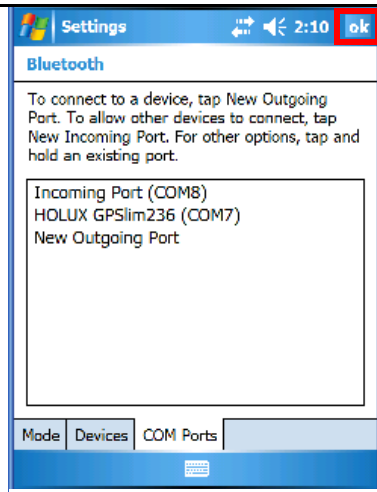 Settings 2:10 ok
Bluetooth
To connect to a device, tap New Outgoing
Port. To allow other devices to connect, tap
New Incoming Port. For other options, tap and
hold an existing port.
Incoming Port (COM8)
HOLUX GPSlim236 (COM7)
New Outgoing Port
Mode Devices COM Ports